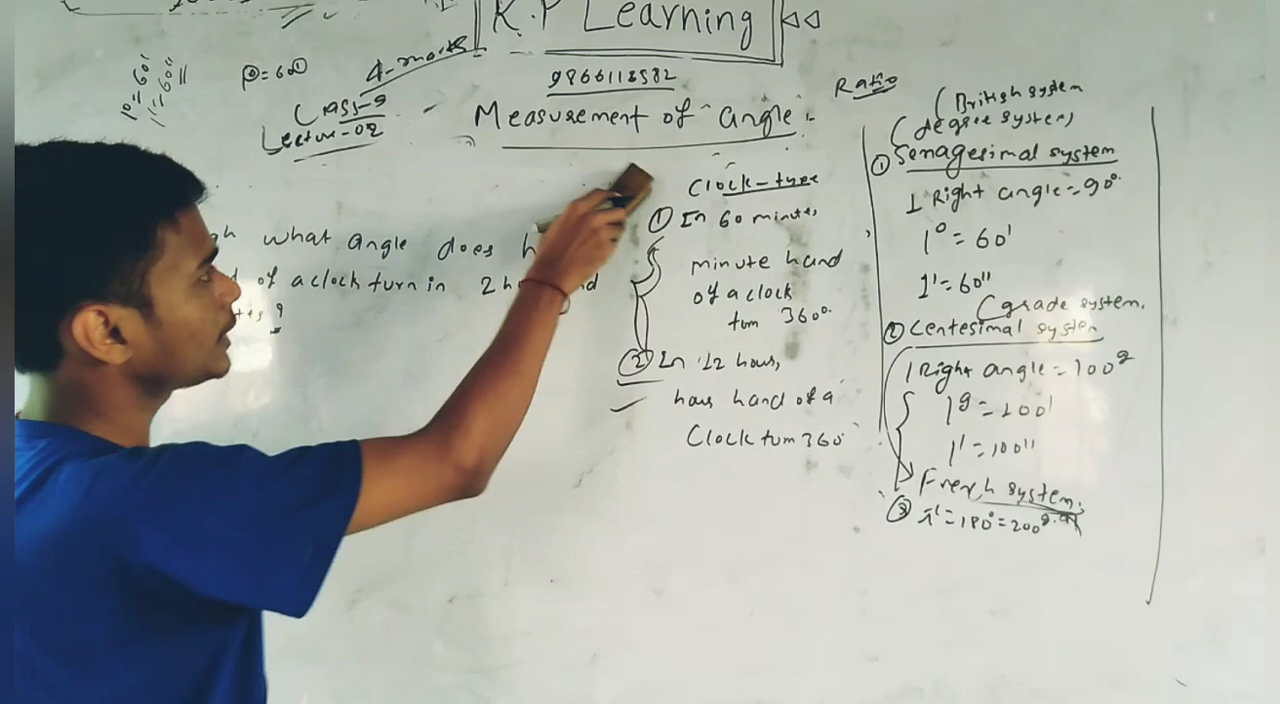 K.P Learning
9866118582
1°=60'
1'=60"
4-marks
Class-9
Lecture-02
Measurement of angle
what angle does
of a clock turn in 2
Clock-type
① In 60 minutes
minute hand
of a clock
turn 360°
② In 12 hours,
hour hand of a
Clock turn 360
Ratio
(British system
(degree system)
① Senagesimal system
1 Right angle = 90°
1° = 60'
1' = 60"
(grade system.
② Centesimal system
1 Right angle = 100g
1g = 100'
1' = 100"
French system.
③ π^c = 180° = 200g